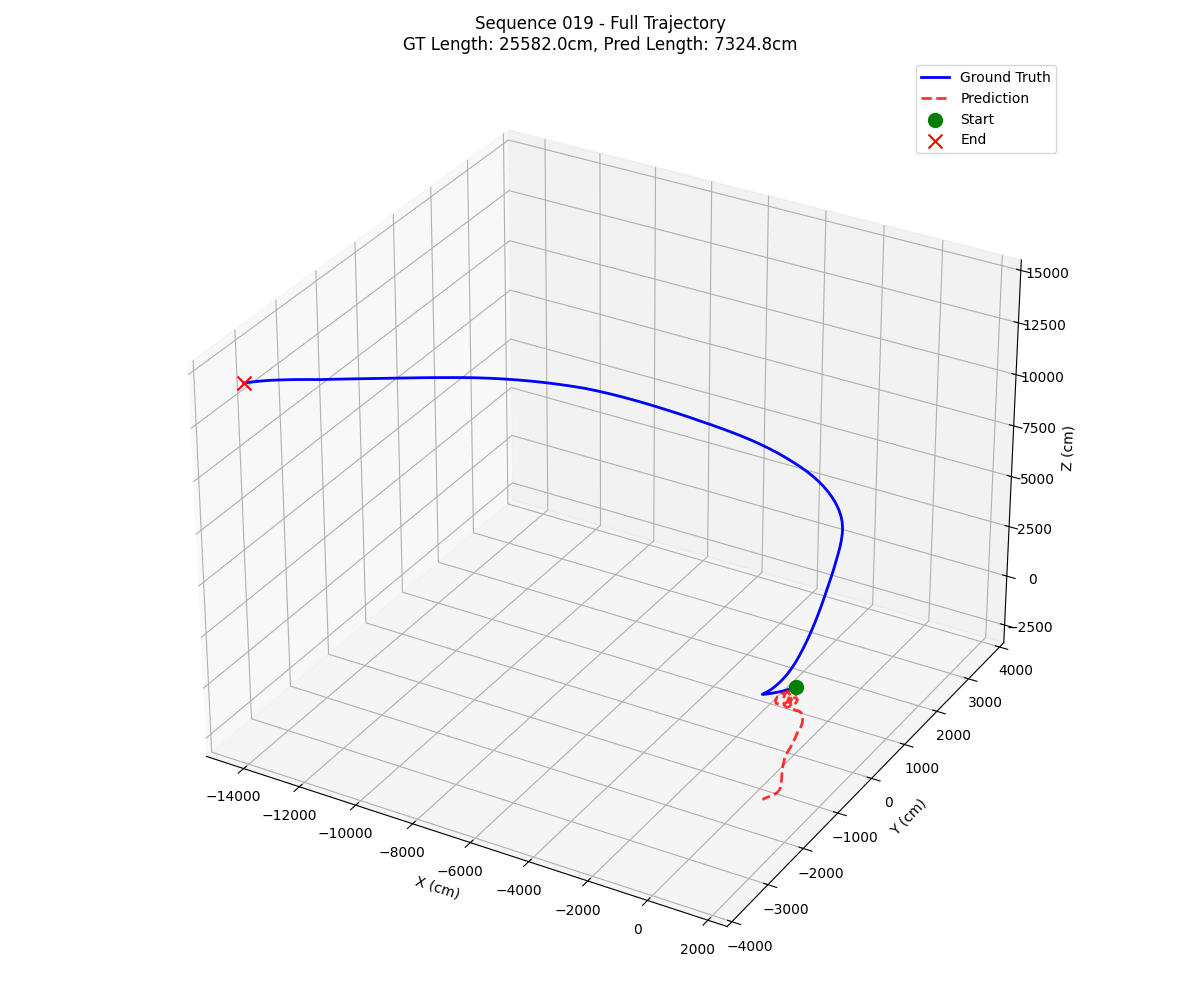 Sequence 019 - Full Trajectory
GT Length: 25582.0cm, Pred Length: 7324.8cm
Ground Truth
Prediction
Start
End
15000
12500
10000
7500
5000
2500
0
−2500
Z (cm)
4000
3000
2000
1000
0
−1000
−2000
−3000
−4000
Y (cm)
−14000
−12000
−10000
−8000
−6000
−4000
−2000
0
2000
X (cm)